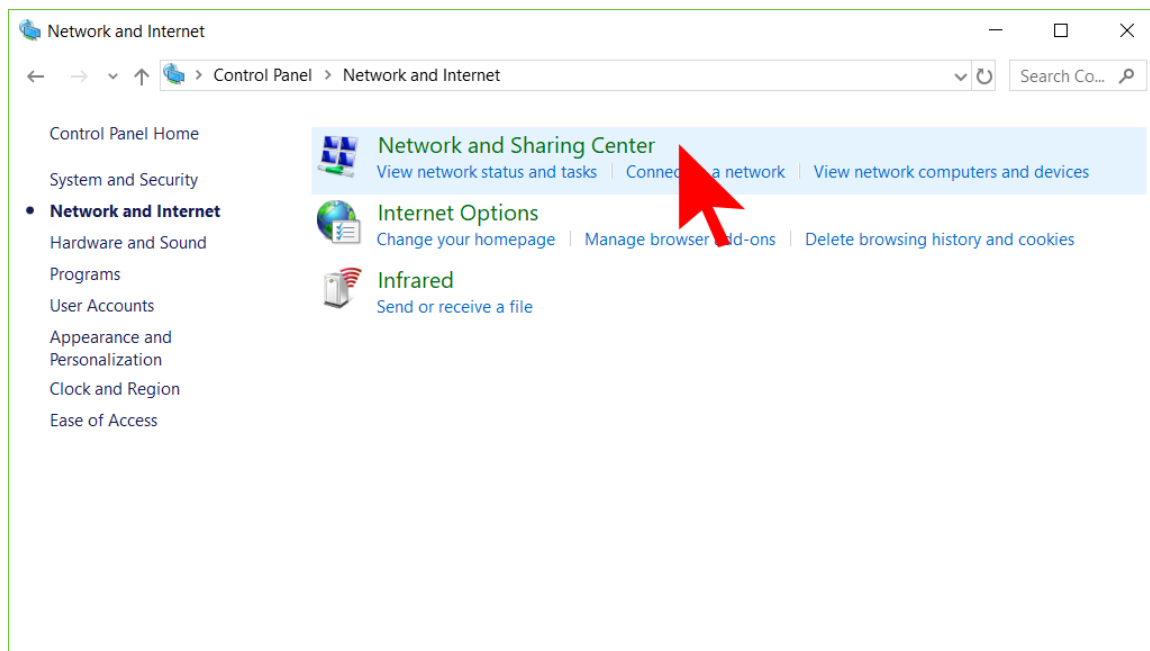 Network and Internet
Control Panel > Network and Internet
Search Co...
Control Panel Home
System and Security
Network and Internet
Hardware and Sound
Programs
User Accounts
Appearance and
Personalization
Clock and Region
Ease of Access
Network and Sharing Center
View network status and tasks | Connec a network | View network computers and devices
Internet Options
Change your homepage | Manage browser dd-ons | Delete browsing history and cookies
Infrared
Send or receive a file